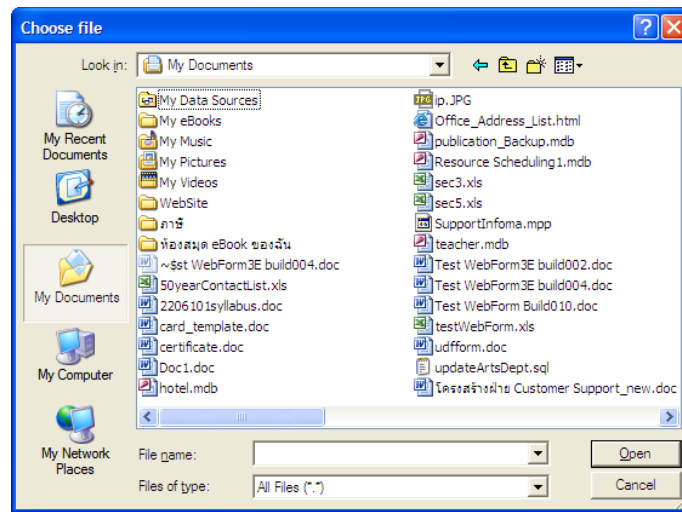 Choose file
Look in:
My Documents
My Recent
Documents
Desktop
My Documents
My Computer
My Network
Places
My Data Sources
My eBooks
My Music
My Pictures
My Videos
WebSite
ภาษี
ห้องสมุด eBook ของฉัน
~$st WebForm3E build004.doc
50yearContactList.xls
2206101syllabus.doc
card_template.doc
certificate.doc
Doc1.doc
hotel.mdb
ip.JPG
Office_Address_List.html
publication_Backup.mdb
Resource Scheduling1.mdb
sec3.xls
sec5.xls
SupportInfoma.mpp
teacher.mdb
Test WebForm3E build002.doc
Test WebForm3E build004.doc
Test WebForm Build010.doc
testWebForm.xls
udfform.doc
updateArtsDept.sql
โครงสร้างฝ่าย Customer Support_new.doc
File name:
Open
Files of type:
All Files (*.*)
Cancel